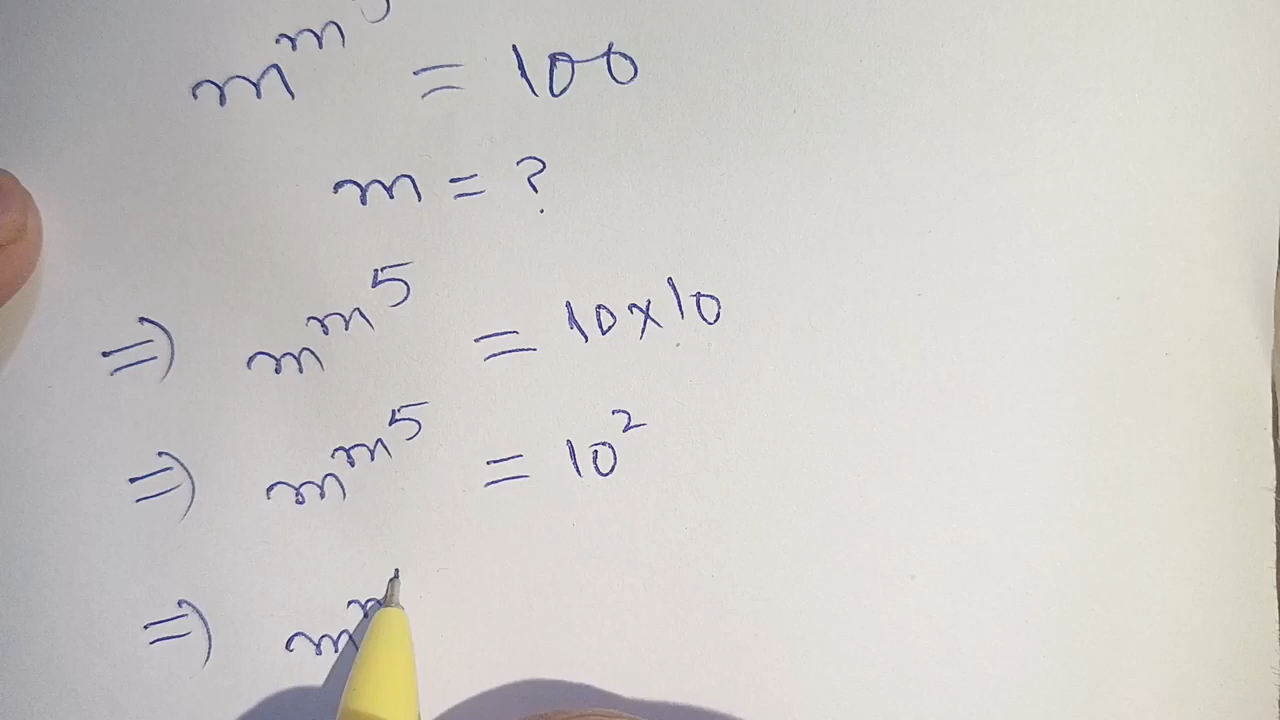 m^m^5 = 100
m = ?
⇒ m^m^5 = 10×10
⇒ m^m^5 = 10^2
⇒ m^m